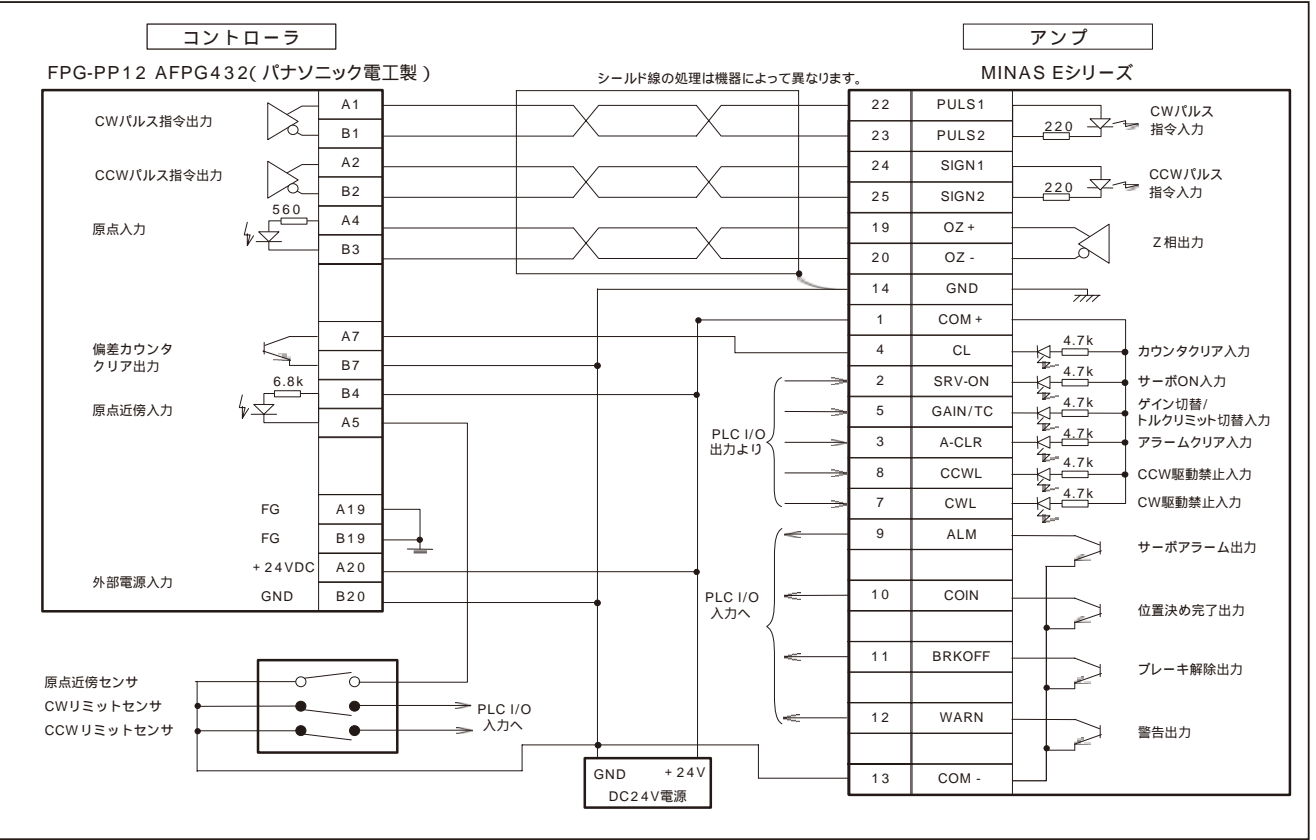 コントローラ
アンプ
FPG-PP12 AFPG432(パナソニック電工製)
シールド線の処理は機器によって異なります。
MINAS Eシリーズ
CWパルス指令出力
A1
B1
CCWパルス指令出力
A2
B2
原点入力
560
A4
B3
偏差カウンタ
クリア出力
A7
B7
原点近傍入力
6.8k
B4
A5
FG
A19
FG
B19
外部電源入力
+24VDC
A20
GND
B20
22 PULS1
23 PULS2
220
CWパルス
指令入力
24 SIGN1
25 SIGN2
220
CCWパルス
指令入力
19 OZ+
20 OZ-
Z相出力
14 GND
1 COM+
4 CL 4.7k カウンタクリア入力
2 SRV-ON 4.7k サーボON入力
5 GAIN/TC 4.7k ゲイン切替/
トルクリミット切替入力
3 A-CLR 4.7k アラームクリア入力
8 CCWL 4.7k CCW駆動禁止入力
7 CWL 4.7k CW駆動禁止入力
PLC I/O
出力より
9 ALM サーボアラーム出力
10 COIN 位置決め完了出力
11 BRKOFF ブレーキ解除出力
12 WARN 警告出力
13 COM-
PLC I/O
入力へ
原点近傍センサ
CWリミットセンサ
CCWリミットセンサ
PLC I/O
入力へ
GND +24V
DC24V電源